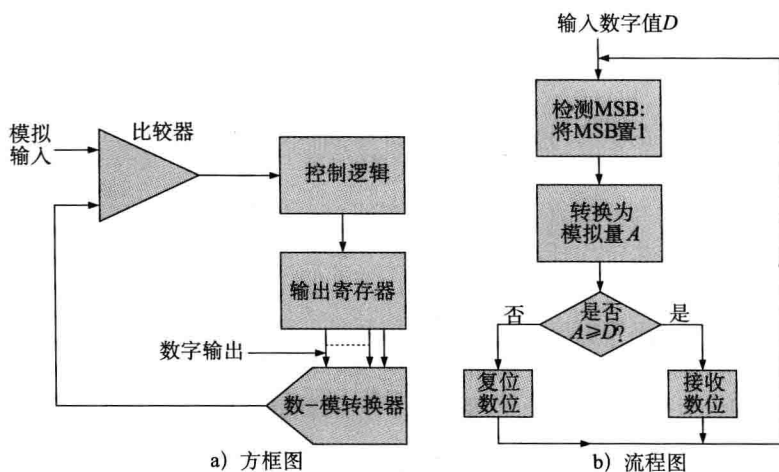 模拟
输入
比较器
控制逻辑
输出寄存器
数字输出
数-模转换器
a) 方框图
输入数字值D
检测MSB:
将MSB置1
转换为
模拟量A
是否
A≥D?
否
是
复位
数位
接收
数位
b) 流程图